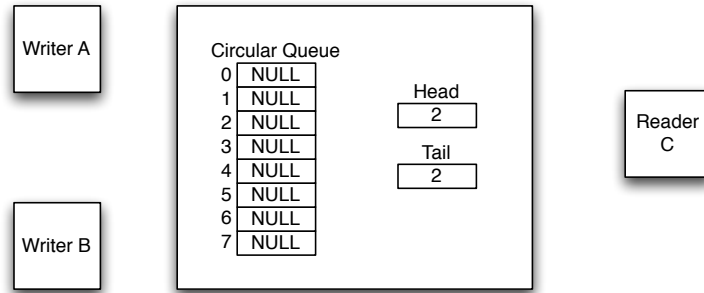 Writer A
Circular Queue
0 NULL
1 NULL
2 NULL
3 NULL
4 NULL
5 NULL
6 NULL
7 NULL
Head
2
Tail
2
Reader
C
Writer B